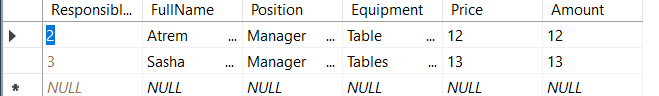 Responsibl... FullName Position Equipment Price Amount
2 Atrem ... Manager ... Table ... 12 12
3 Sasha ... Manager ... Tables ... 13 13
NULL NULL NULL NULL NULL NULL